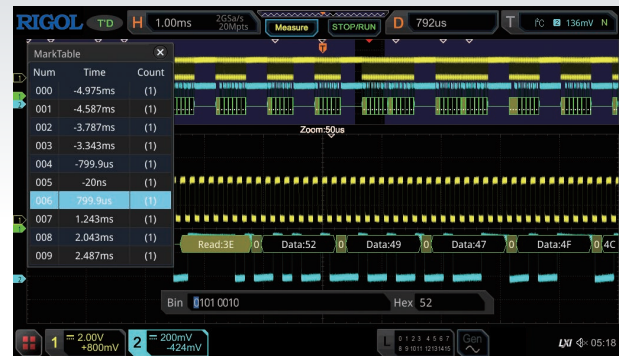 RIGOL T'D H 1.00ms 2GSa/s 20Mpts Measure STOP/RUN D 792us T I²C 2 136mV N
MarkTable ×
Num Time Count
000 -4.975ms (1)
001 -4.587ms (1)
002 -3.787ms (1)
003 -3.343ms (1)
004 -799.9us (1)
005 -20ns (1)
006 799.9us (1)
007 1.243ms (1)
008 2.043ms (1)
009 2.487ms (1)
T
Zoom:50us
Read:3E 0 Data:52 0 Data:49 0 Data:47 0 Data:4F 0 4C
Bin 0101 0010 Hex 52
1 2.00V +800mV 2 200mV -424mV L 0 1 2 3 4 5 6 7 8 9 10 11 12 13 14 15 Gen LXI 05:18